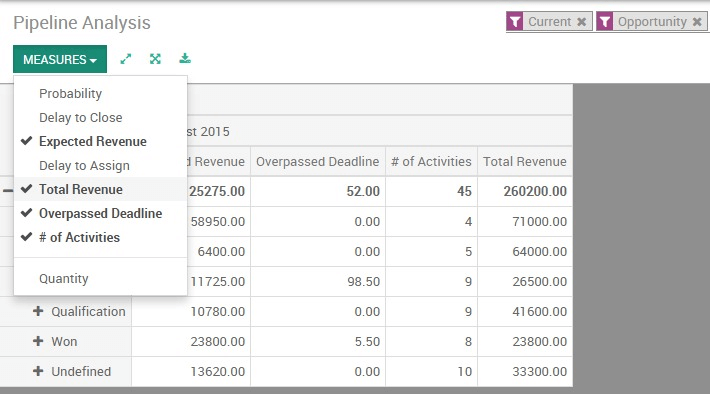 Pipeline Analysis
Current ✖ Opportunity ✖
MEASURES
Probability
Delay to Close
Expected Revenue
Delay to Assign
Total Revenue
Overpassed Deadline
# of Activities
Quantity
st 2015
d Revenue Overpassed Deadline # of Activities Total Revenue
25275.00 52.00 45 260200.00
58950.00 0.00 4 71000.00
6400.00 0.00 5 64000.00
11725.00 98.50 9 26500.00
Qualification 10780.00 0.00 9 41600.00
Won 23800.00 5.50 8 23800.00
Undefined 13620.00 0.00 10 33300.00